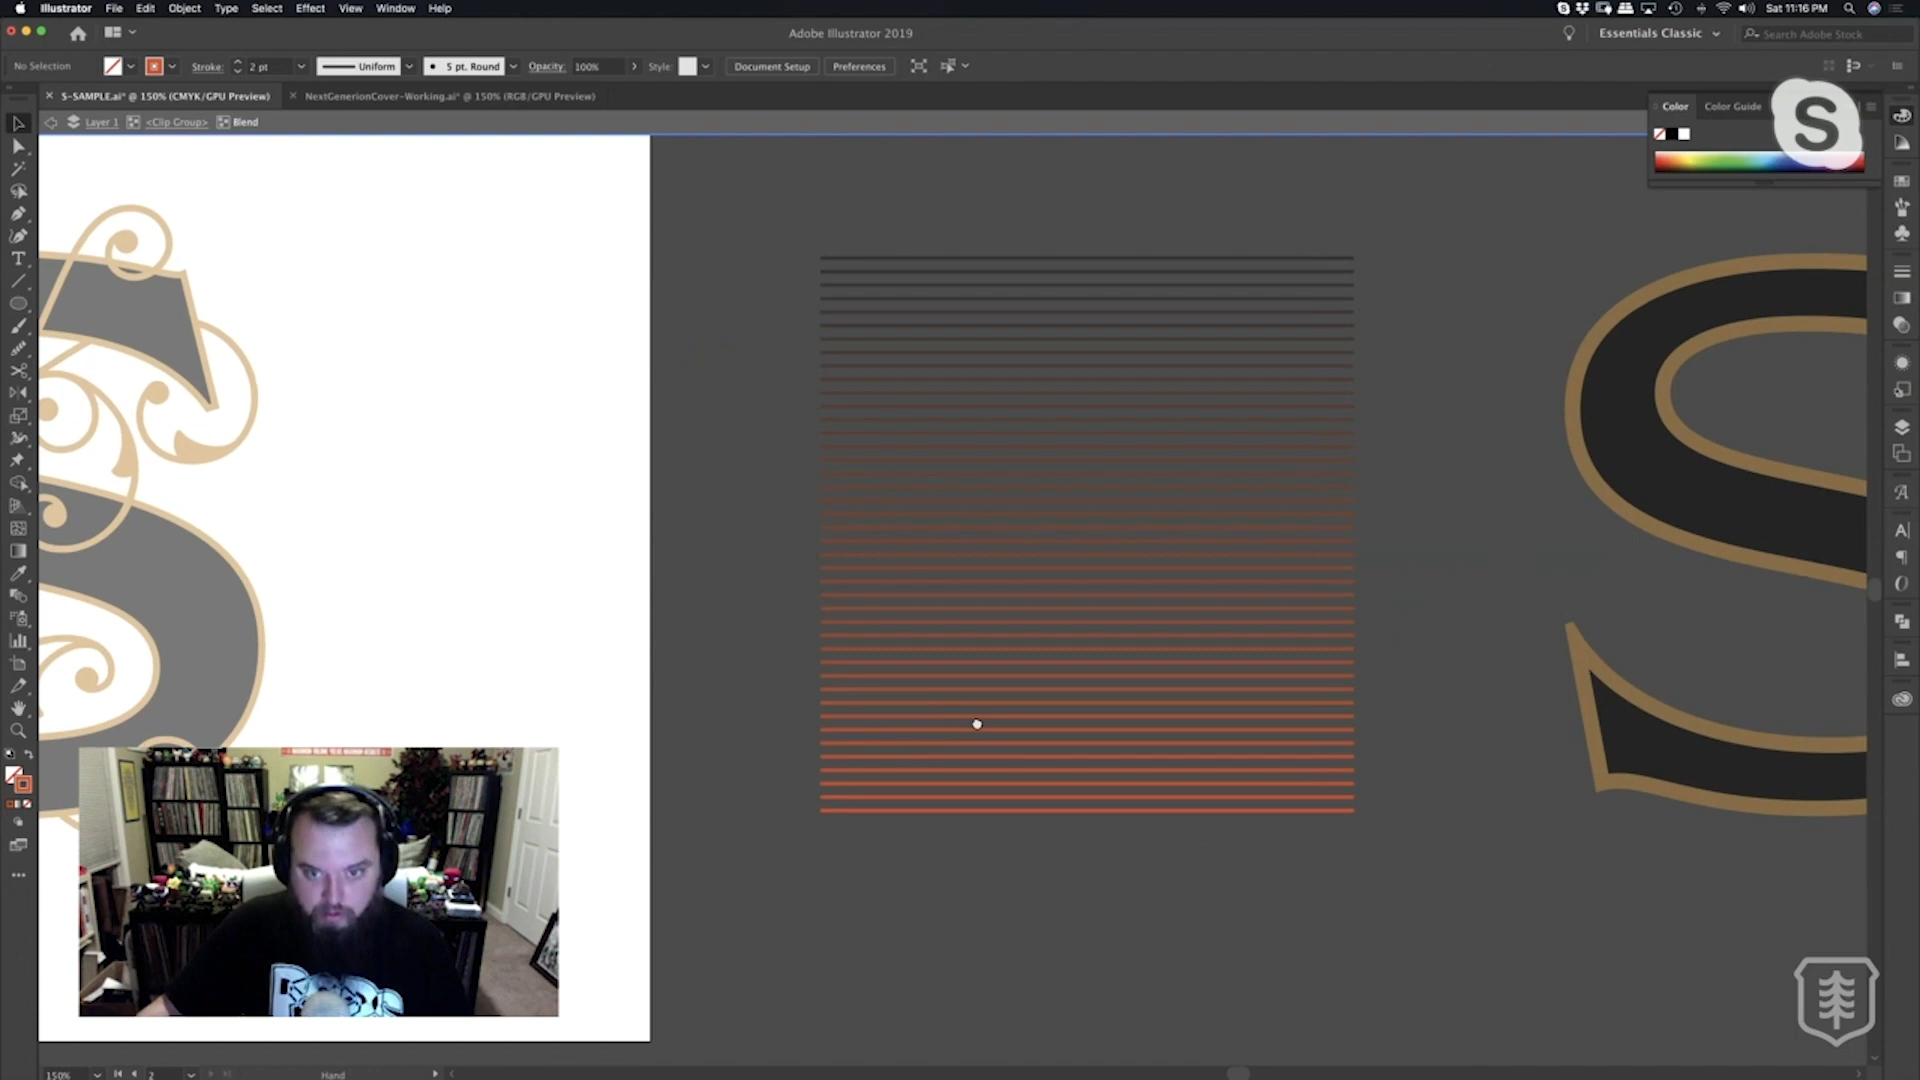 Illustrator File Edit Object Type Select Effect View Window Help
Sat 11:16 PM
Adobe Illustrator 2019
Essentials Classic
Search Adobe Stock
No Selection
Stroke: 2 pt
Uniform
5 pt. Round
Opacity: 100%
Style:
Document Setup
Preferences
S-SAMPLE.ai* @ 150% (CMYK/GPU Preview)
NextGenerionCover-Working.ai* @ 150% (RGB/GPU Preview)
Layer 1 <Clip Group> Blend
Color Color Guide
S
S
150%
2
Hand